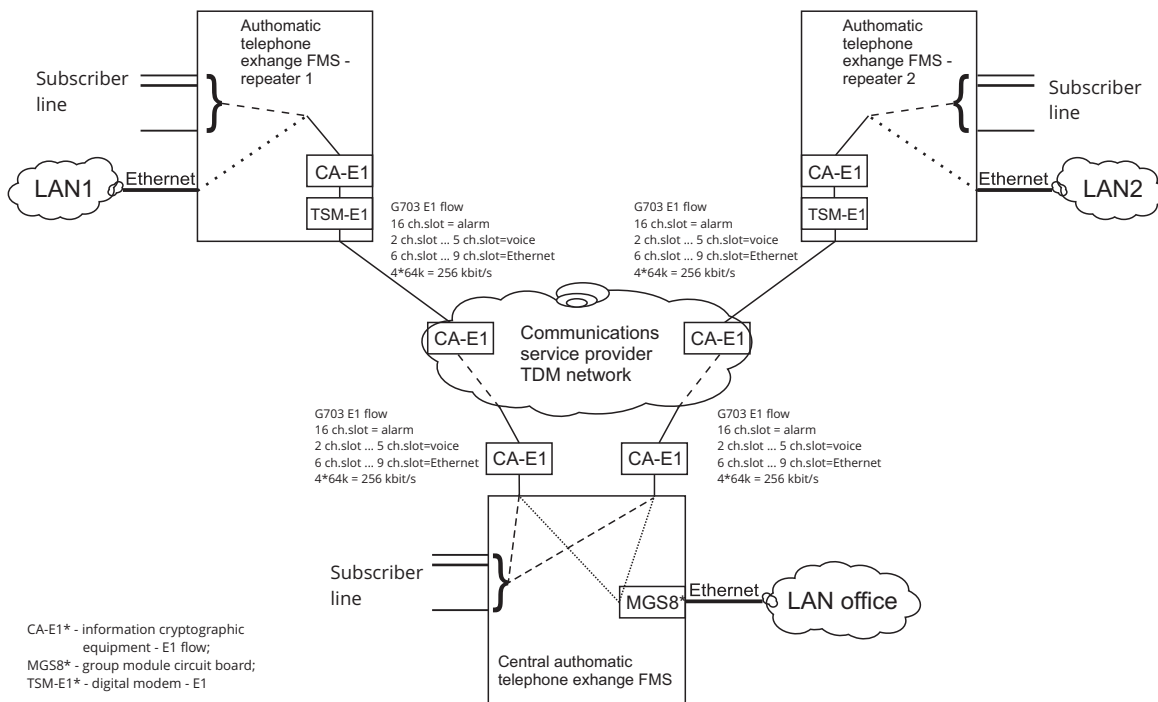 Authomatic
telephone
exhange FMS -
repeater 1
Subscriber
line
LAN1
Ethernet
CA-E1
TSM-E1
G703 E1 flow
16 ch.slot = alarm
2 ch.slot ... 5 ch.slot=voice
6 ch.slot ... 9 ch.slot=Ethernet
4*64k = 256 kbit/s
Authomatic
telephone
exhange FMS -
repeater 2
Subscriber
line
Ethernet
LAN2
CA-E1
TSM-E1
G703 E1 flow
16 ch.slot = alarm
2 ch.slot ... 5 ch.slot=voice
6 ch.slot ... 9 ch.slot=Ethernet
4*64k = 256 kbit/s
CA-E1
Communications
service provider
TDM network
CA-E1
G703 E1 flow
16 ch.slot = alarm
2 ch.slot ... 5 ch.slot=voice
6 ch.slot ... 9 ch.slot=Ethernet
4*64k = 256 kbit/s
CA-E1
CA-E1
G703 E1 flow
16 ch.slot = alarm
2 ch.slot ... 5 ch.slot=voice
6 ch.slot ... 9 ch.slot=Ethernet
4*64k = 256 kbit/s
Subscriber
line
MGS8*
Ethernet
LAN office
Central authomatic
telephone exhange FMS
CA-E1* - information cryptographic
equipment - E1 flow;
MGS8* - group module circuit board;
TSM-E1* - digital modem - E1